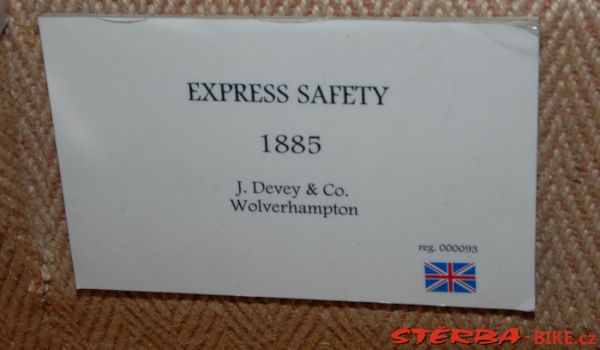 EXPRESS SAFETY
1885
J. Devey & Co.
Wolverhampton
reg. 000093
ŠTĚRBA-BIKE.cz